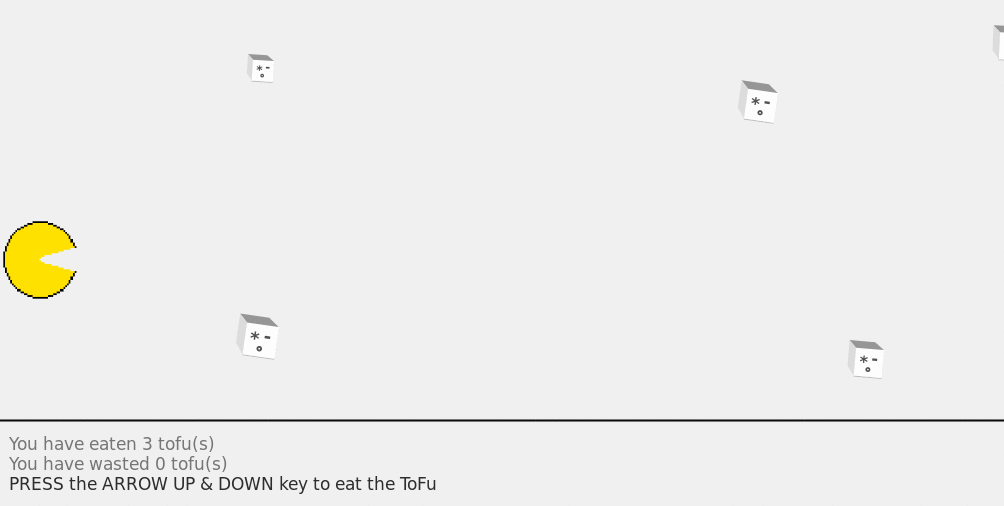 You have eaten 3 tofu(s)
You have wasted 0 tofu(s)
PRESS the ARROW UP & DOWN key to eat the ToFu